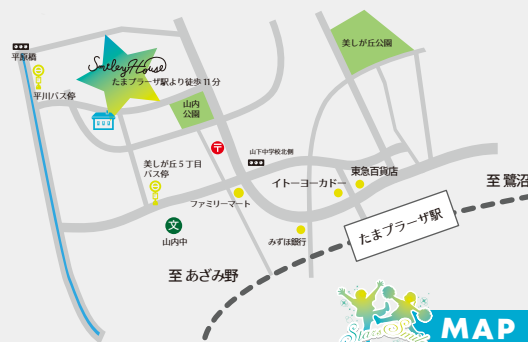 平原橋
平川バス停
Smiley House
たまプラーザ駅より徒歩11分
山内
公園
美しが丘公園
〒
山下中学校北側
美しが丘5丁目
バス停
イトーヨーカドー
東急百貨店
至 鷺沼
ファミリーマート
文
山内中
みずほ銀行
たまプラーザ駅
至 あざみ野
MAP